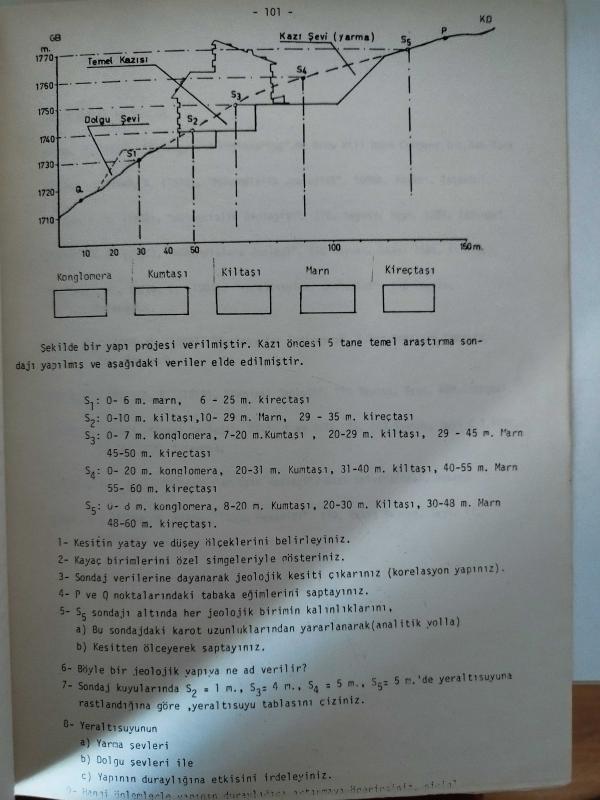 - 101 -
GB
KD
m.
Kazı Şevi (yarma)
P
S5
1770
Temel Kazısı
S4
1760
S3
1750
Dolgu Şevi
S2
1740
S1
1730
Q
1720
1710
10 20 30 40 50 100 150 m.
Konglomera Kumtaşı Kiltaşı Marn Kireçtaşı
Şekilde bir yapı projesi verilmiştir. Kazı öncesi 5 tane temel araştırma son-
dajı yapılmış ve aşağıdaki veriler elde edilmiştir.
S1: 0- 6 m. marn, 6 - 25 m. kireçtaşı
S2: 0-10 m. kiltaşı,10- 29 m. Marn, 29 - 35 m. kireçtaşı
S3: 0- 7 m. konglomera, 7-20 m.Kumtaşı , 20-29 m. kiltaşı, 29 - 45 m. Marn
45-50 m. kireçtaşı
S4: 0- 20 m. konglomera, 20-31 m. Kumtaşı, 31-40 m. kiltaşı, 40-55 m. Marn
55- 60 m. kireçtaşı
S5: 0- 8 m. konglomera, 8-20 m. Kumtaşı, 20-30 m. Kiltaşı, 30-48 m. Marn
48-60 m. kireçtaşı.
1- Kesitin yatay ve düşey ölçeklerini belirleyiniz.
2- Kayaç birimlerini özel simgeleriyle gösteriniz.
3- Sondaj verilerine dayanarak jeolojik kesiti çıkarınız (korelasyon yapınız).
4- P ve Q noktalarındaki tabaka eğimlerini saptayınız.
5- S5 sondajı altında her jeolojik birimin kalınlıklarını,
a) Bu sondajdaki karot uzunluklarından yararlanarak(analitik yolla)
b) Kesitten ölçeyerek saptayınız.
6- Böyle bir jeolojik yapıya ne ad verilir?
7- Sondaj kuyularında S2 = 1 m., S3= 4 m., S4 = 5 m., S5= 5 m.'de yeraltısuyuna
rastlandığına göre ,yeraltısuyu tablasını çiziniz.
8- Yeraltısuyunun
a) Yarma şevleri
b) Dolgu şevleri ile
c) Yapının duraylığına etkisini irdeleyiniz.
9- Hangi önlemlerle yapının duraylığını